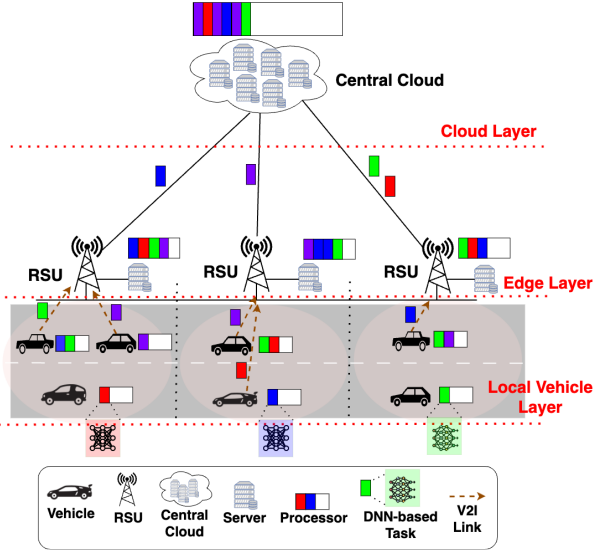 Central Cloud
Cloud Layer
RSU
RSU
RSU
Edge Layer
Local Vehicle
Layer
Vehicle
RSU
Central
Cloud
Server
Processor
DNN-based
Task
V2I
Link